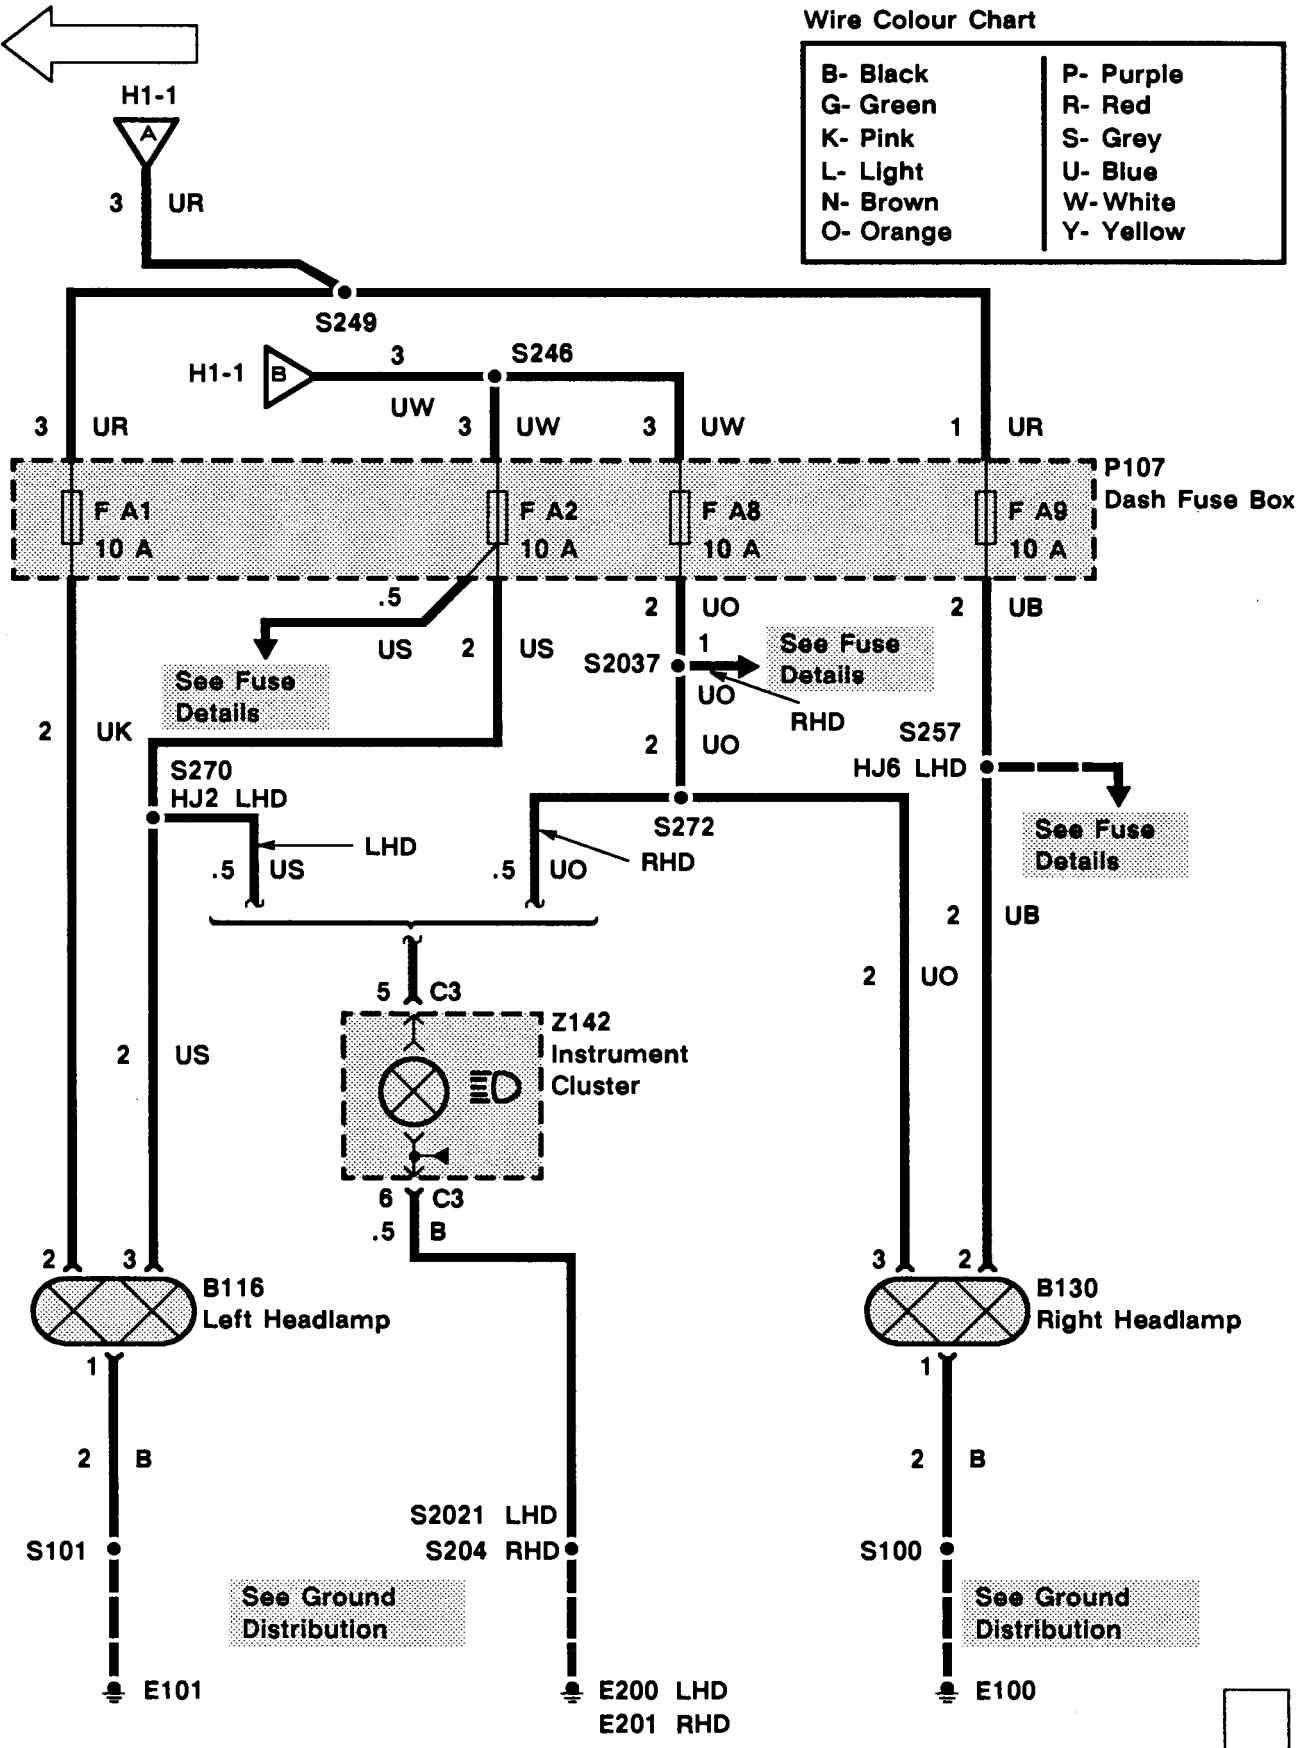 Wire Colour Chart
B- Black
G- Green
K- Pink
L- Light
N- Brown
O- Orange
P- Purple
R- Red
S- Grey
U- Blue
W- White
Y- Yellow
H1-1
A
3 UR
S249
H1-1 B 3 S246
UW
3 UR 3 UW 3 UW 1 UR
P107
Dash Fuse Box
F A1 F A2 F A8 F A9
10 A 10 A 10 A 10 A
.5 2 UO 2 UB
US 2 US S2037 1 See Fuse
Details
See Fuse
Details
UO
RHD
2 UK 2 UO S257
HJ6 LHD
S270
HJ2 LHD
S272
See Fuse
Details
LHD
RHD
.5 US .5 UO
2 UB
2 UO
5 C3
Z142
Instrument
Cluster
2 US
6 C3
.5 B
2 3 B116
Left Headlamp
3 2 B130
Right Headlamp
1 1
2 B 2 B
S2021 LHD
S101 S204 RHD S100
See Ground
Distribution
See Ground
Distribution
E101 E200 LHD E100
E201 RHD